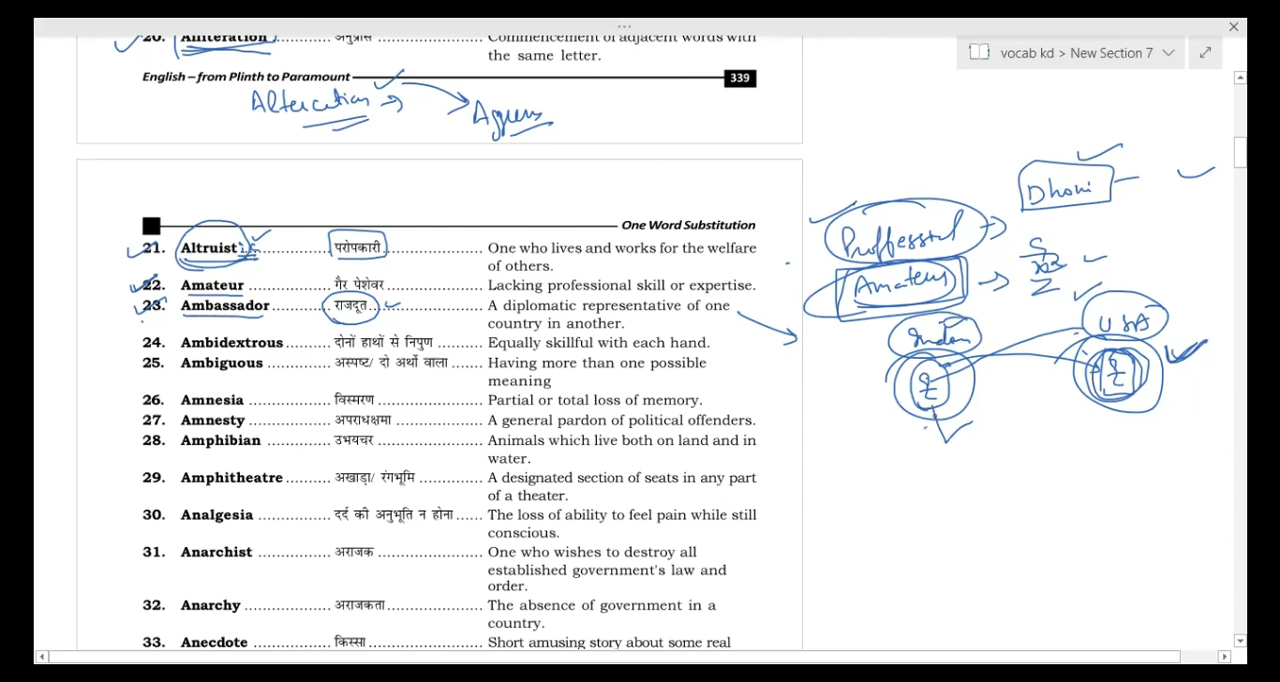 20. Alliteration ........... अनुप्रास ........................ Commencement of adjacent words with
the same letter.
vocab kd > New Section 7
English – from Plinth to Paramount 339
Altercation
Dhoni
One Word Substitution
21. Altruist ............... परोपकारी ........................ One who lives and works for the welfare
of others.
Proffessional
22. Amateur ............... गैर पेशेवर ........................ Lacking professional skill or expertise.
Amateur
23. Ambassador ........... राजदूत ........................ A diplomatic representative of one
country in another.
India USA
24. Ambidextrous ........ दोनों हाथों से निपुण ........ Equally skillful with each hand.
25. Ambiguous ........... अस्पष्ट/ दो अर्थों वाला ....... Having more than one possible
meaning
26. Amnesia ............... विस्मरण ........................ Partial or total loss of memory.
27. Amnesty ............... अपराधक्षमा .................... A general pardon of political offenders.
28. Amphibian ........... उभयचर ........................ Animals which live both on land and in
water.
29. Amphitheatre ........ अखाड़ा/ रंगभूमि .............. A designated section of seats in any part
of a theater.
30. Analgesia ............. दर्द की अनुभूति न होना ...... The loss of ability to feel pain while still
conscious.
31. Anarchist ............. अराजक ........................ One who wishes to destroy all
established government's law and
order.
32. Anarchy ............... अराजकता ...................... The absence of government in a
country.
33. Anecdote .............. किस्सा ........................ Short amusing story about some real